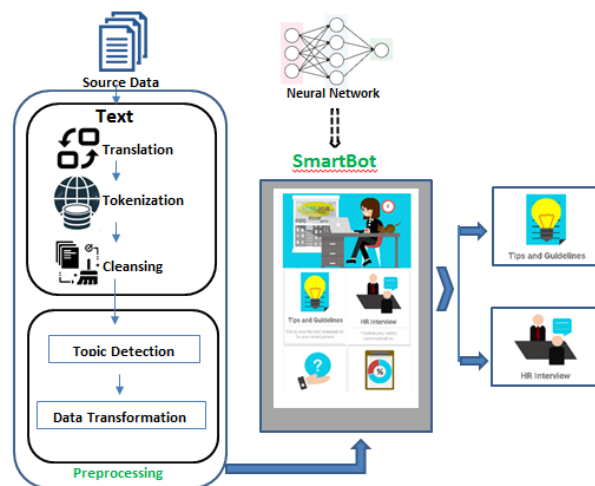 Source Data
Text
Translation
Tokenization
Cleansing
Topic Detection
Data Transformation
Preprocessing
Neural Network
SmartBot
Tips and Guidelines
HR Interview
Tips and Guidelines
HR Interview